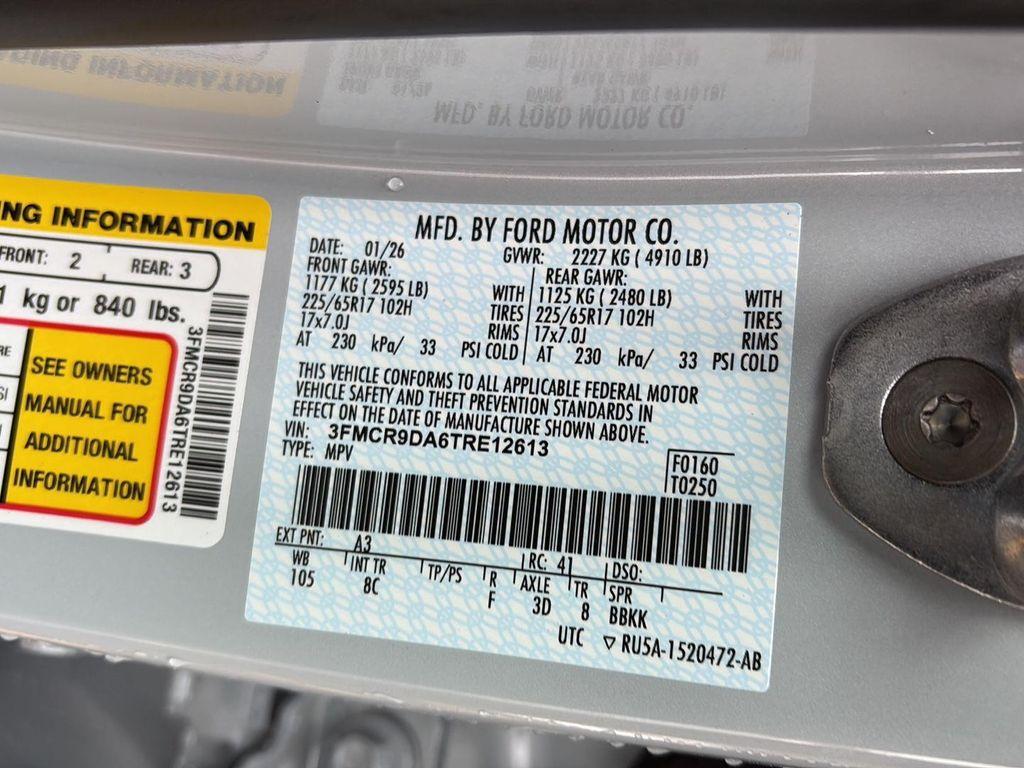 NG INFORMATION
FRONT: 2 REAR: 3
1 kg or 840 lbs.
SEE OWNERS
MANUAL FOR
ADDITIONAL
INFORMATION
3FMCR9DA6TRE12613
MFD. BY FORD MOTOR CO.
DATE: 01/26 GVWR: 2227 KG ( 4910 LB)
FRONT GAWR: REAR GAWR:
1177 KG ( 2595 LB) WITH 1125 KG ( 2480 LB) WITH
225/65R17 102H TIRES 225/65R17 102H TIRES
17x7.0J RIMS 17x7.0J RIMS
AT 230 kPa/ 33 PSI COLD AT 230 kPa/ 33 PSI COLD
THIS VEHICLE CONFORMS TO ALL APPLICABLE FEDERAL MOTOR
VEHICLE SAFETY AND THEFT PREVENTION STANDARDS IN
EFFECT ON THE DATE OF MANUFACTURE SHOWN ABOVE.
VIN: 3FMCR9DA6TRE12613
TYPE: MPV
F0160
T0250
EXT PNT: A3 RC: 41 DSO:
WB INT TR TP/PS R AXLE TR SPR
105 8C F 3D 8 BBKK
UTC ▽ RU5A-1520472-AB